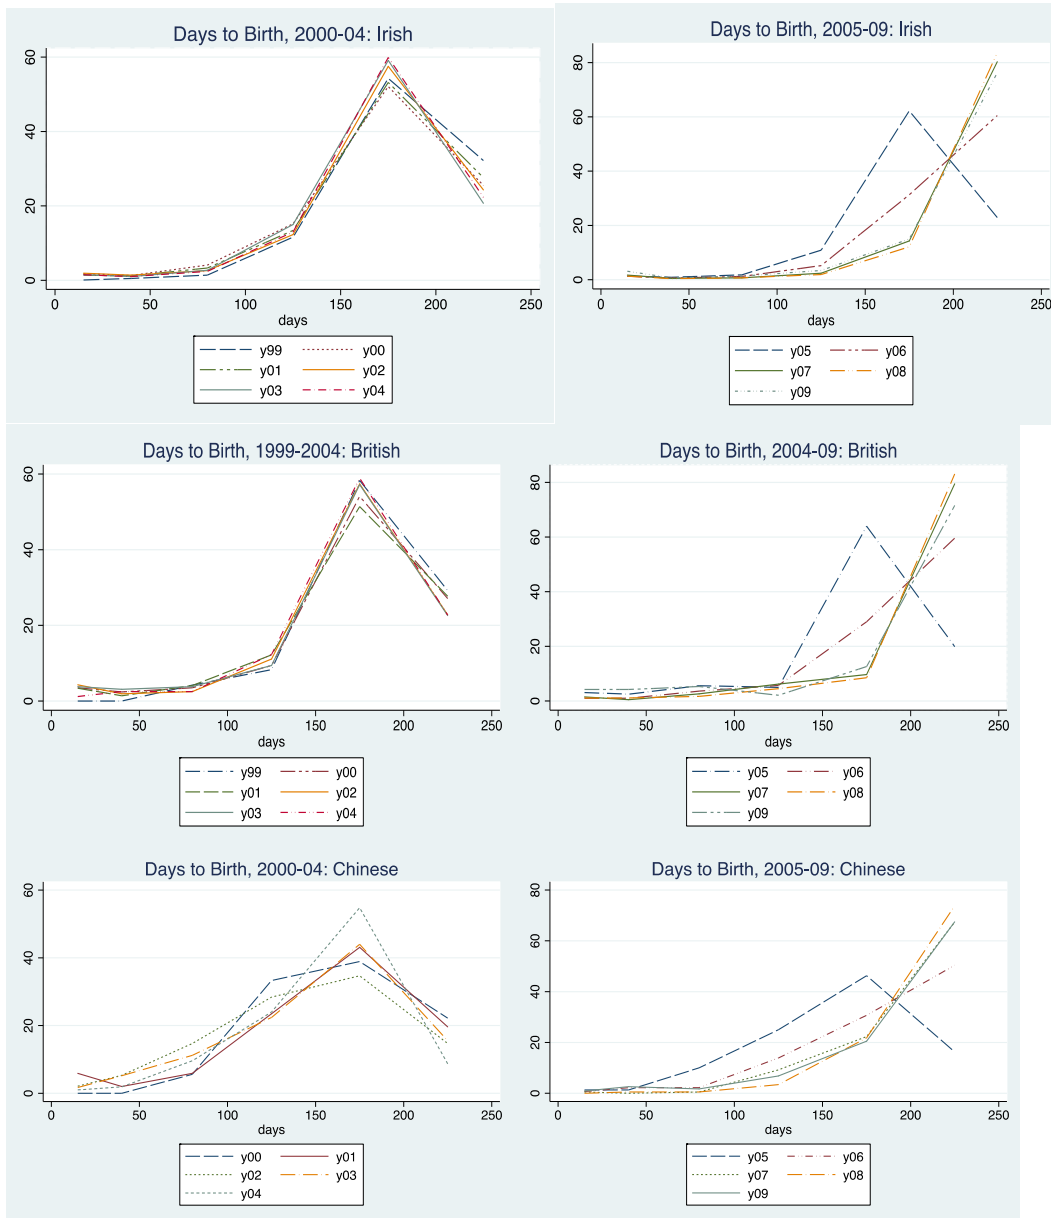 Days to Birth, 2000-04: Irish
60
40
20
0
0 50 100 150 200 250
days
y99 y00
y01 y02
y03 y04
Days to Birth, 2005-09: Irish
80
60
40
20
0
0 50 100 150 200 250
days
y05 y06
y07 y08
y09
Days to Birth, 1999-2004: British
60
40
20
0
0 50 100 150 200 250
days
y99 y00
y01 y02
y03 y04
Days to Birth, 2004-09: British
80
60
40
20
0
0 50 100 150 200 250
days
y05 y06
y07 y08
y09
Days to Birth, 2000-04: Chinese
60
40
20
0
0 50 100 150 200 250
days
y00 y01
y02 y03
y04
Days to Birth, 2005-09: Chinese
80
60
40
20
0
0 50 100 150 200 250
days
y05 y06
y07 y08
y09